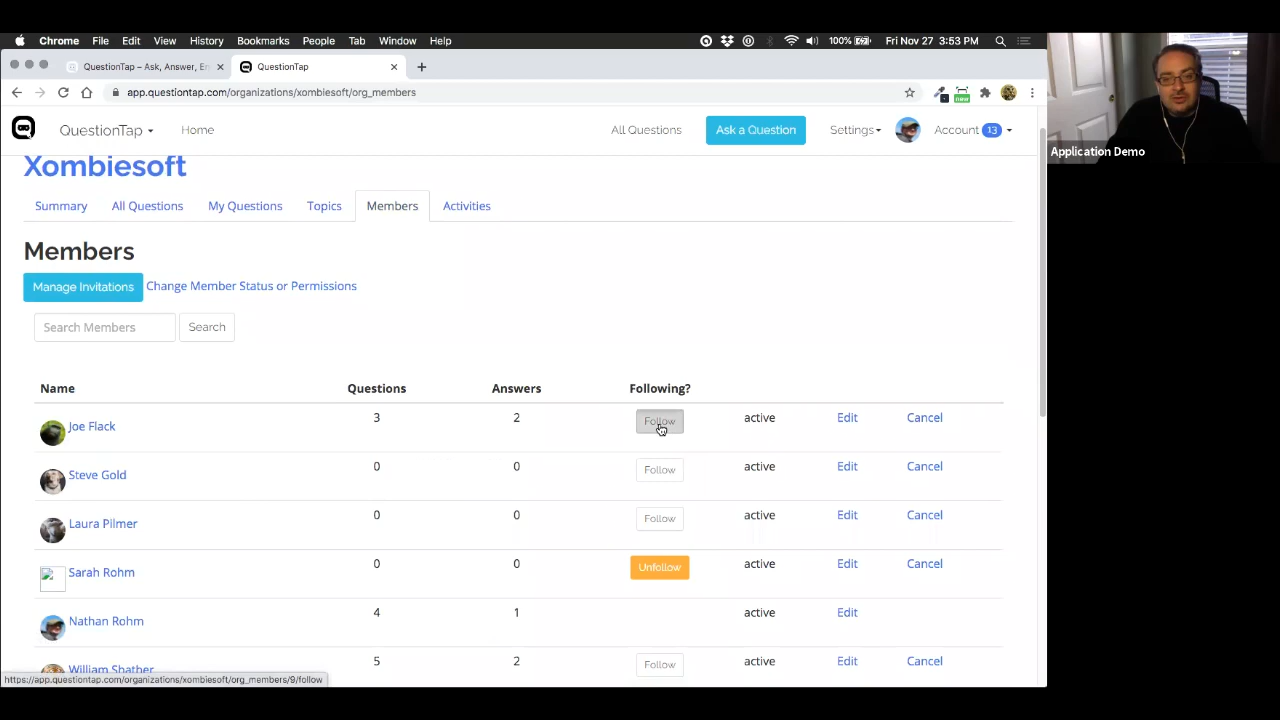 Chrome File Edit View History Bookmarks People Tab Window Help 100% Fri Nov 27 3:53 PM
QuestionTap – Ask, Answer, Er QuestionTap
app.questiontap.com/organizations/xombiesoft/org_members new
QuestionTap Home All Questions Ask a Question Settings Account 13
Application Demo
Xombiesoft
Summary All Questions My Questions Topics Members Activities
Members
Manage Invitations Change Member Status or Permissions
Search Members Search
Name Questions Answers Following?
Joe Flack 3 2 Follow active Edit Cancel
Steve Gold 0 0 Follow active Edit Cancel
Laura Pilmer 0 0 Follow active Edit Cancel
Sarah Rohm 0 0 Unfollow active Edit Cancel
Nathan Rohm 4 1 active Edit
William Shather 5 2 Follow active Edit Cancel
https://app.questiontap.com/organizations/xombiesoft/org_members/9/follow